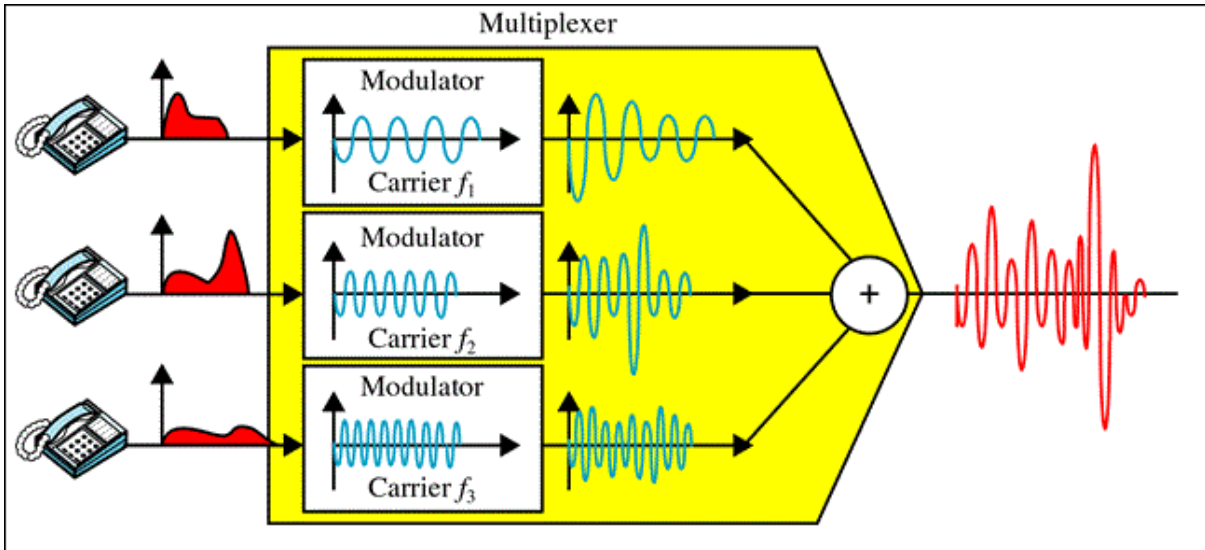 Multiplexer
Modulator
Carrier f₁
Modulator
Carrier f₂
Modulator
Carrier f₃
+